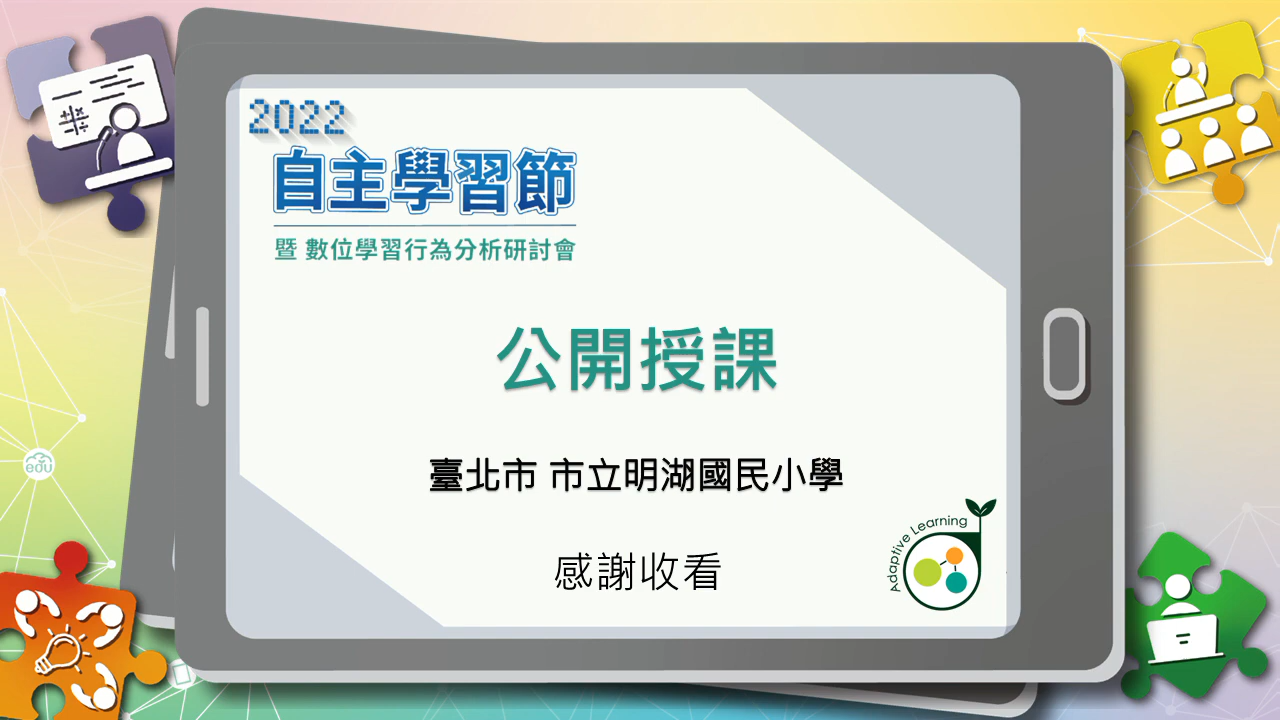 2022
自主學習節
暨 數位學習行為分析研討會
公開授課
臺北市 市立明湖國民小學
感謝收看
Adaptive Learning
edu